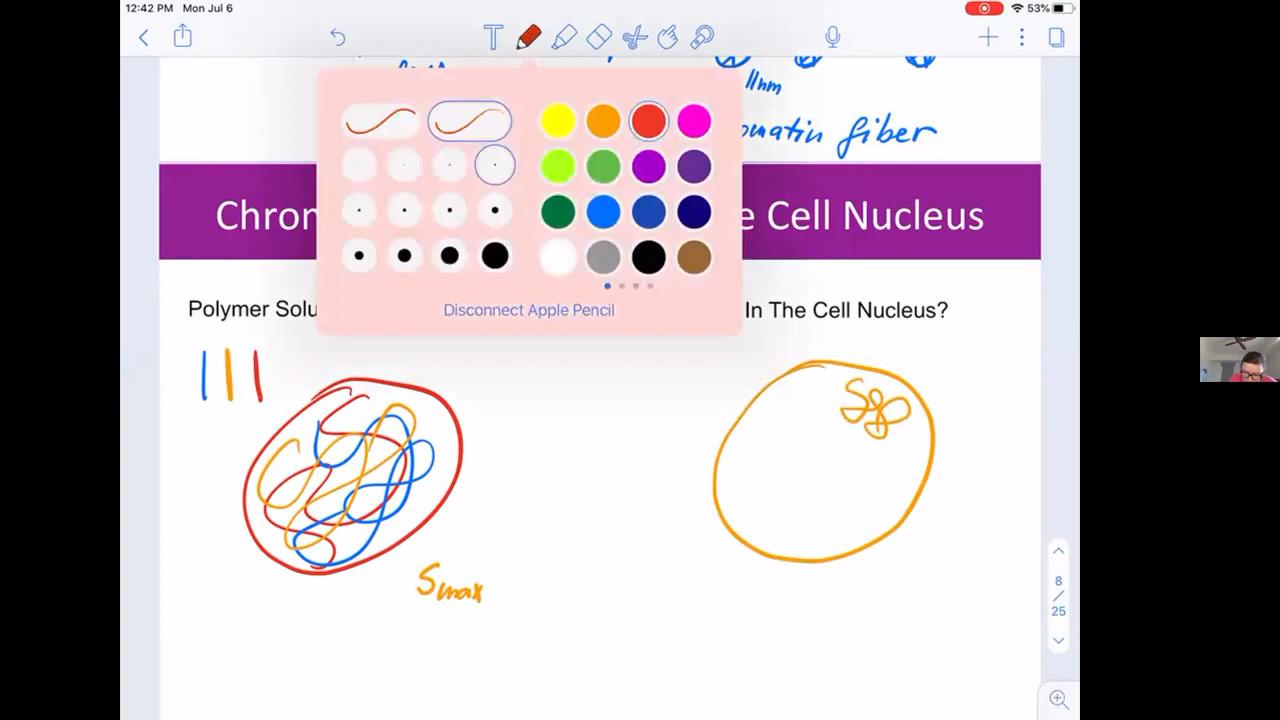 12:42 PM Mon Jul 6
53%
T
11nm
omatin fiber
Chrom
e Cell Nucleus
Disconnect Apple Pencil
Polymer Solu
In The Cell Nucleus?
Smax
8
/
25